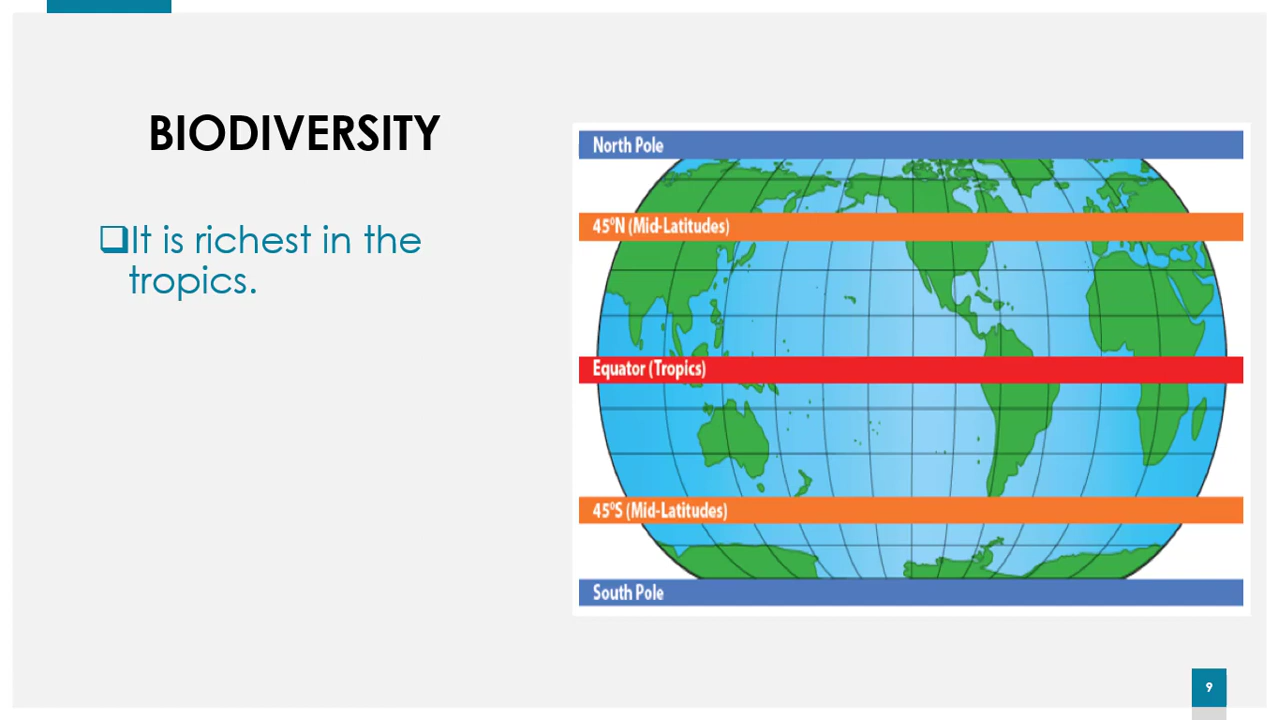 BIODIVERSITY
❑It is richest in the
tropics.
North Pole
45°N (Mid-Latitudes)
Equator (Tropics)
45°S (Mid-Latitudes)
South Pole
9